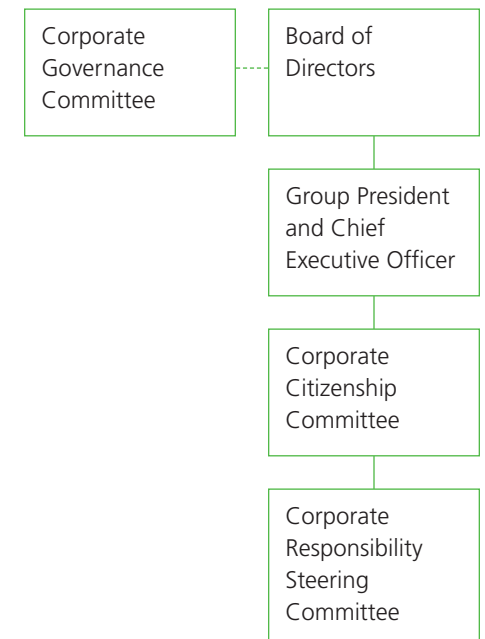 Corporate
Governance
Committee
Board of
Directors
Group President
and Chief
Executive Officer
Corporate
Citizenship
Committee
Corporate
Responsibility
Steering
Committee